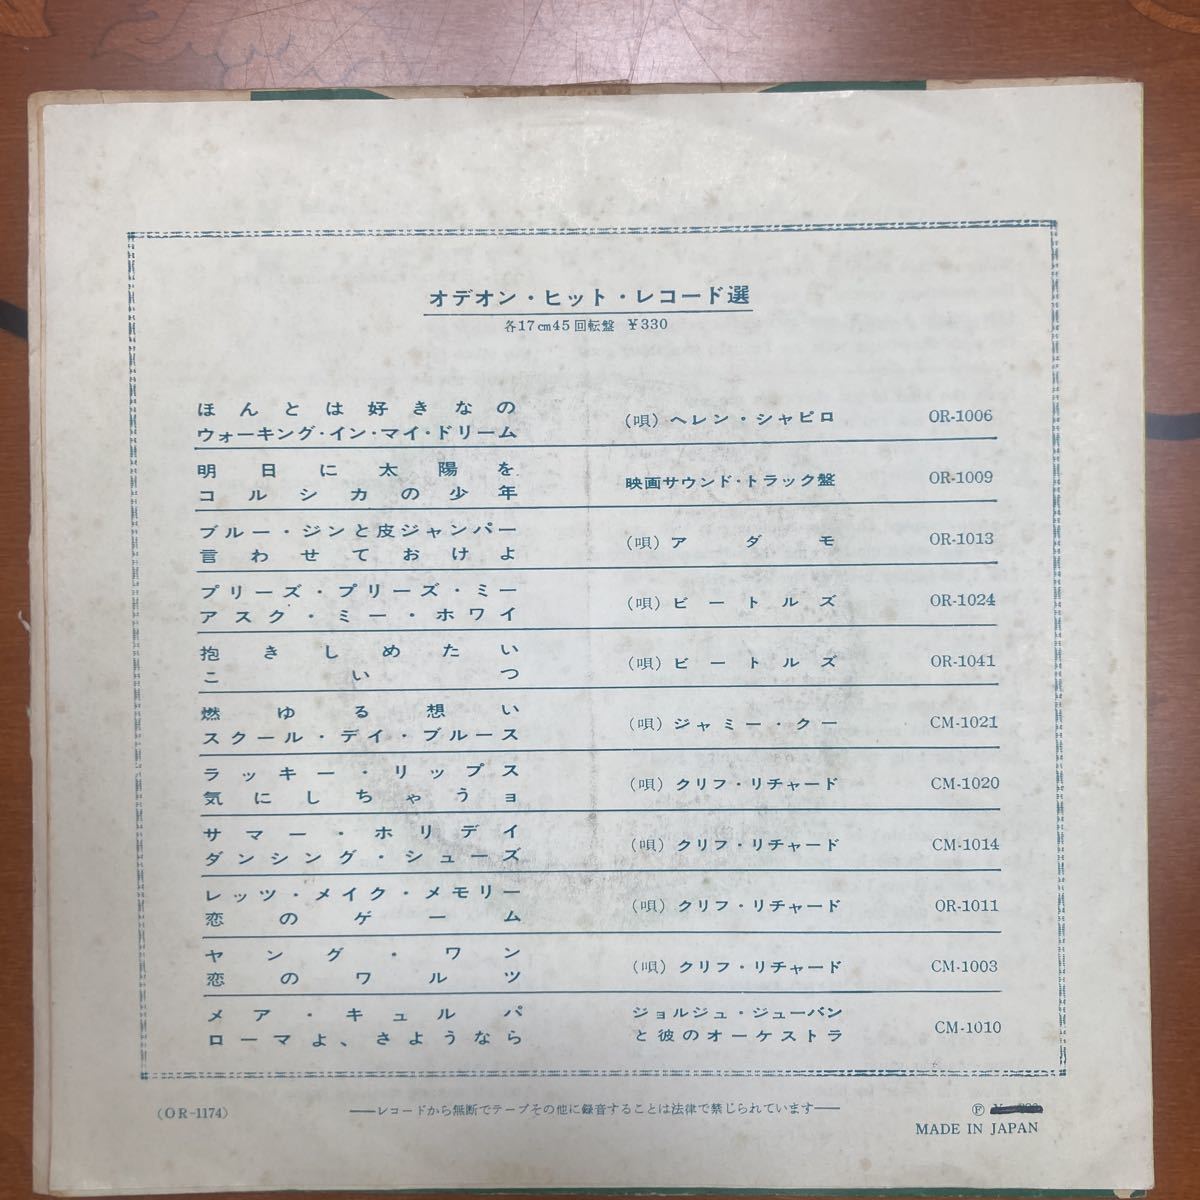 オデオン・ヒット・レコード選
各17cm45回転盤 ¥330
ほんとは好きなの
ウォーキング・イン・マイ・ドリーム
(唄) ヘレン・シャピロ OR-1006
明日に太陽を
コルシカの少年
映画サウンド・トラック盤 OR-1009
ブルー・ジンと皮ジャンパー
言わせておけよ
(唄) アダモ OR-1013
プリーズ・プリーズ・ミー
アスク・ミー・ホワイ
(唄) ビートルズ OR-1024
抱きしめたい
こいつ
(唄) ビートルズ OR-1041
燃ゆる想い
スクール・デイ・ブルース
(唄) ジャミー・クー CM-1021
ラッキー・リップス
気にしちゃうョ
(唄) クリフ・リチャード CM-1020
サマー・ホリデイ
ダンシング・シューズ
(唄) クリフ・リチャード CM-1014
レッツ・メイク・メモリー
恋のゲーム
(唄) クリフ・リチャード OR-1011
ヤング・ワン
恋のワルツ
(唄) クリフ・リチャード CM-1003
メア・キュルパ
ローマよ、さようなら
ジョルジュ・ジューバン
と彼のオーケストラ
CM-1010
(OR-1174)
——レコードから無断でテープその他に録音することは法律で禁じられています——
Ⓟ
MADE IN JAPAN